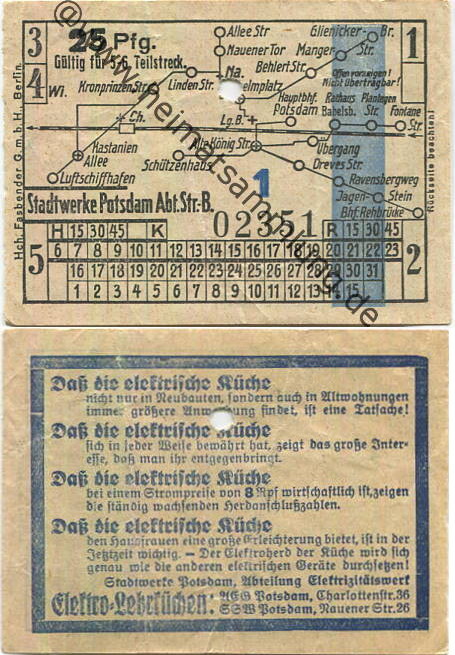 3
25 Pfg.
Gültig für 5-6 Teilstreck.
1
4
Wi.
Allee Str
Nauener Tor
Glienicker-
Br.
Manger-
Str.
Behlert Str.
Linden Str.
Kronprinzen Str.
Na.
Offen vorzeigen!
Nicht übertragbar!
Hauptbhf.
Potsdam
Rathaus
Babelsb.
Plantagen
Str.
Fontane
Str.
Ch.
Lg.B.
Alte König Str.
Kastanien
Allee
Schützenhaus
Übergang
Dreves Str.
Luftschiffhafen
Ravensbergweg
Jagen-
Stein
Bhf. Rehbrücke
1
Stadtwerke Potsdam Abt. Str.-B.
02351
Hch. Fasbender G.m.b.H. Berlin.
Rückseite beachten!
5
H 15 30 45 K R 15 30 45
6 7 8 9 10 11 12 13 14 15 16 17 18 19 20 21 22 23
16 17 18 19 20 21 22 23 24 25 26 27 28 29 30 31
1 2 3 4 5 6 7 8 9 10 11 12 13 14 15
2
@www.heimatsammlung.de
Daß die elektrische Küche
nicht nur in Neubauten, sondern auch in Altwohnungen
immer größere Anwendung findet, ist eine Tatsache!
Daß die elektrische Küche
sich in jeder Weise bewährt hat, zeigt das große Inter-
esse, daß man ihr entgegenbringt.
Daß die elektrische Küche
bei einem Strompreise von 8 Rpf wirtschaftlich ist, zeigen
die ständig wachsenden Herdanschlußzahlen.
Daß die elektrische Küche
den Hausfrauen eine große Erleichterung bietet, ist in der
Jetztzeit wichtig. – Der Elektroherd der Küche wird sich
genau wie die anderen elektrischen Geräte durchsetzen!
Stadtwerke Potsdam, Abteilung Elektrizitätswerk
Elektro-Lehrküchen: AEG Potsdam, Charlottenstr. 36
SSW Potsdam, Nauener Str. 26